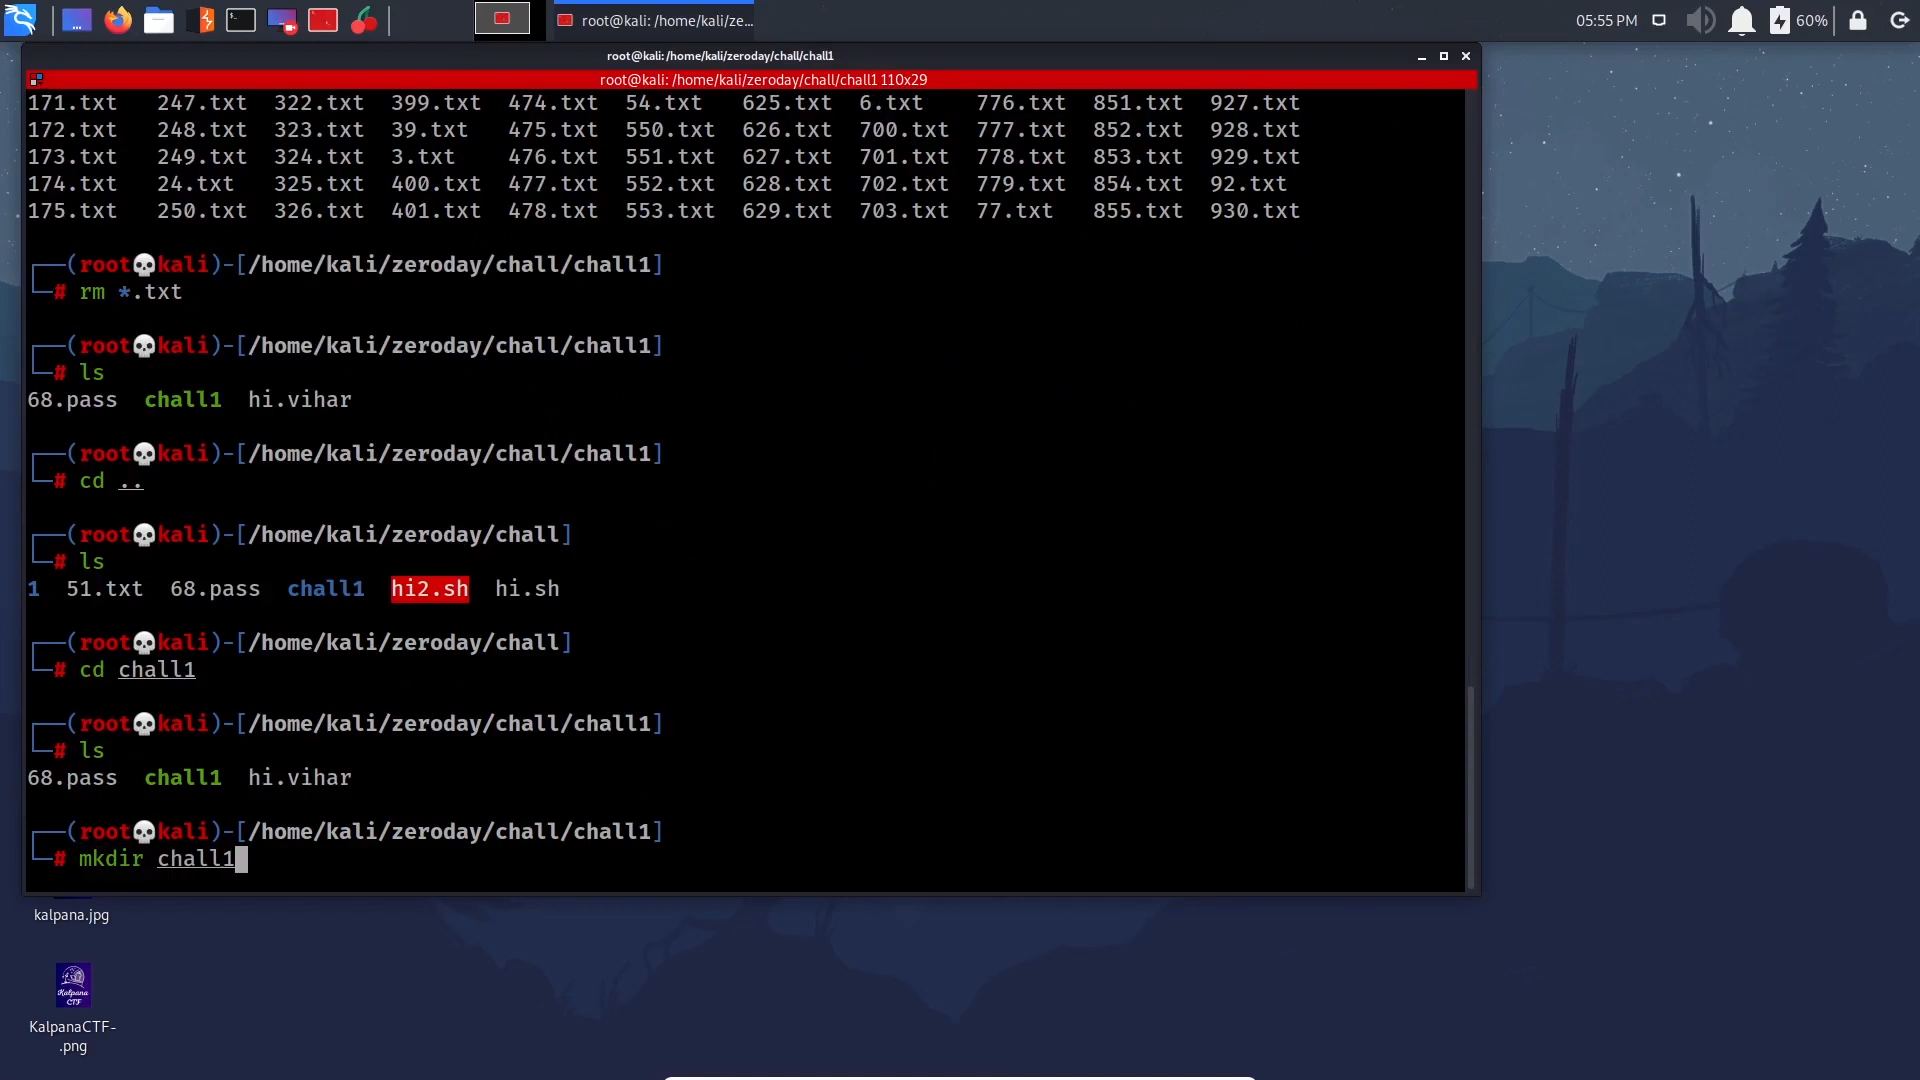 root@kali: /home/kali/ze...
05:55 PM
60%
root@kali: /home/kali/zeroday/chall/chall1
root@kali: /home/kali/zeroday/chall/chall1 110x29
171.txt 247.txt 322.txt 399.txt 474.txt 54.txt 625.txt 6.txt 776.txt 851.txt 927.txt
172.txt 248.txt 323.txt 39.txt 475.txt 550.txt 626.txt 700.txt 777.txt 852.txt 928.txt
173.txt 249.txt 324.txt 3.txt 476.txt 551.txt 627.txt 701.txt 778.txt 853.txt 929.txt
174.txt 24.txt 325.txt 400.txt 477.txt 552.txt 628.txt 702.txt 779.txt 854.txt 92.txt
175.txt 250.txt 326.txt 401.txt 478.txt 553.txt 629.txt 703.txt 77.txt 855.txt 930.txt
┌──(root💀kali)-[/home/kali/zeroday/chall/chall1]
└─# rm *.txt
┌──(root💀kali)-[/home/kali/zeroday/chall/chall1]
└─# ls
68.pass chall1 hi.vihar
┌──(root💀kali)-[/home/kali/zeroday/chall/chall1]
└─# cd ..
┌──(root💀kali)-[/home/kali/zeroday/chall]
└─# ls
1 51.txt 68.pass chall1 hi2.sh hi.sh
┌──(root💀kali)-[/home/kali/zeroday/chall]
└─# cd chall1
┌──(root💀kali)-[/home/kali/zeroday/chall/chall1]
└─# ls
68.pass chall1 hi.vihar
┌──(root💀kali)-[/home/kali/zeroday/chall/chall1]
└─# mkdir chall1
kalpana.jpg
Kalpana
CTF
KalpanaCTF-
.png